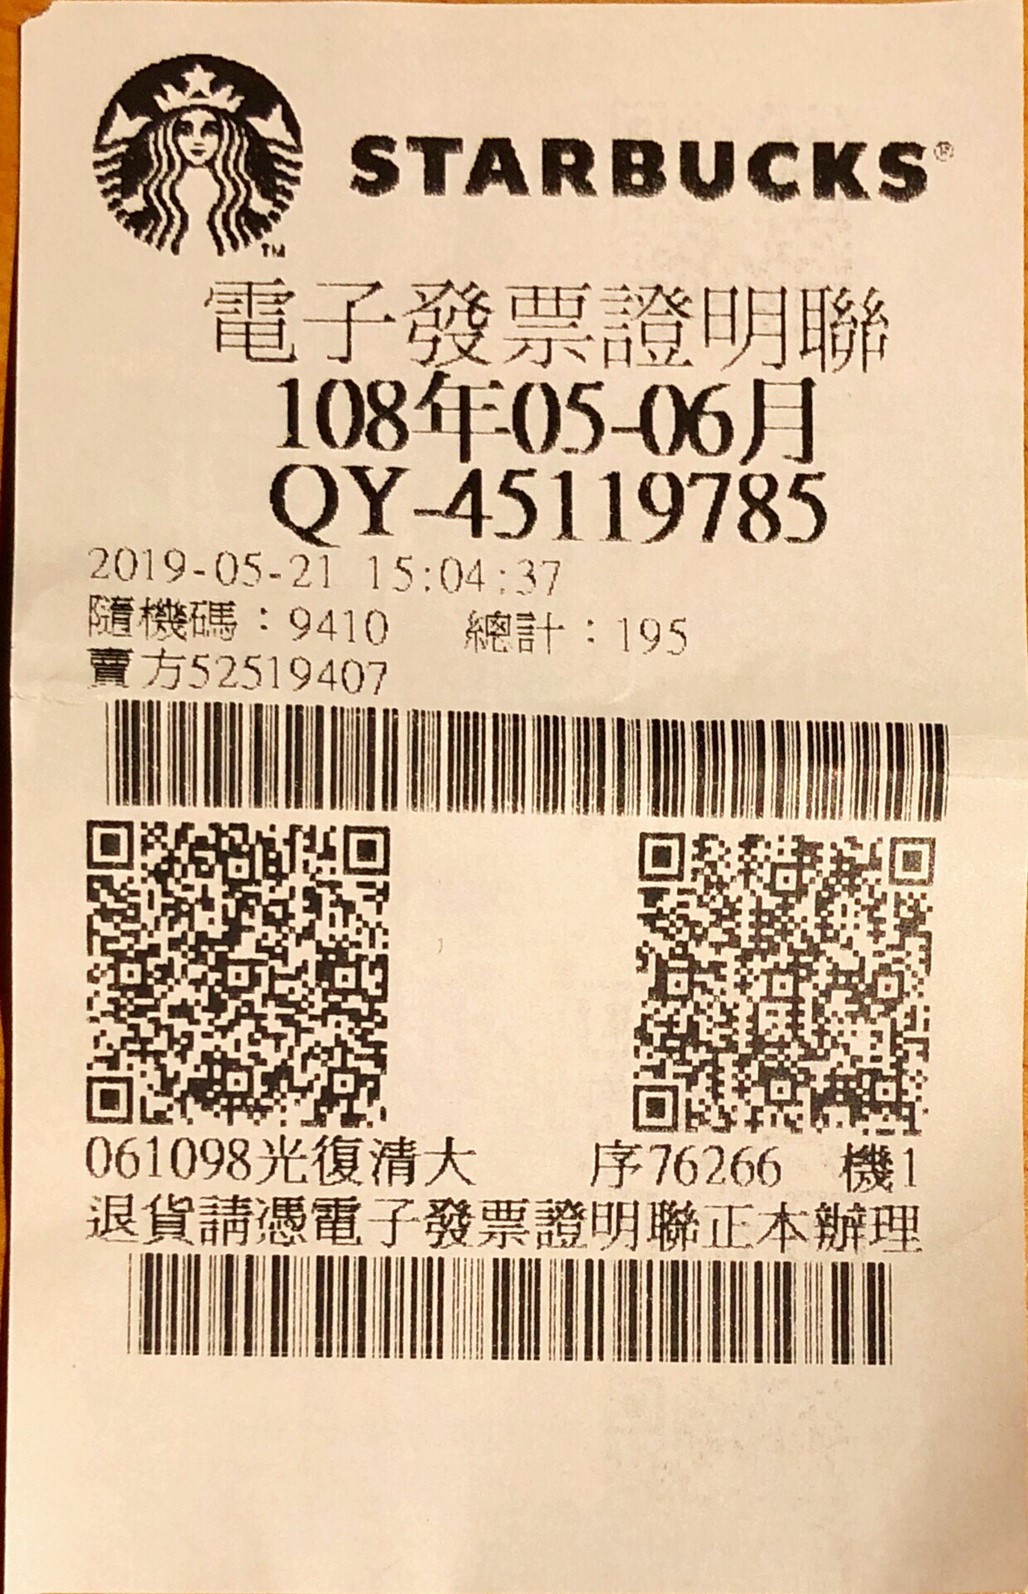 STARBUCKS®
TM
電子發票證明聯
108年05-06月
QY-45119785
2019-05-21 15:04:37
隨機碼：9410 總計：195
賣方52519407
061098光復清大 序76266 機1
退貨請憑電子發票證明聯正本辦理